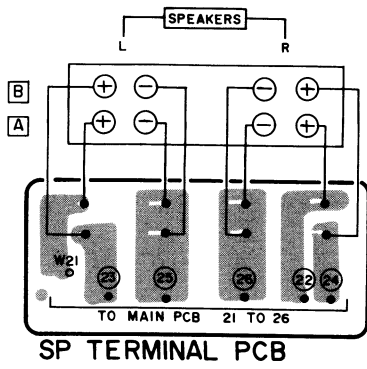 SPEAKERS
L R
B + − − +
A + − − +
W21
23 25 26 22 24
TO MAIN PCB 21 TO 26
SP TERMINAL PCB